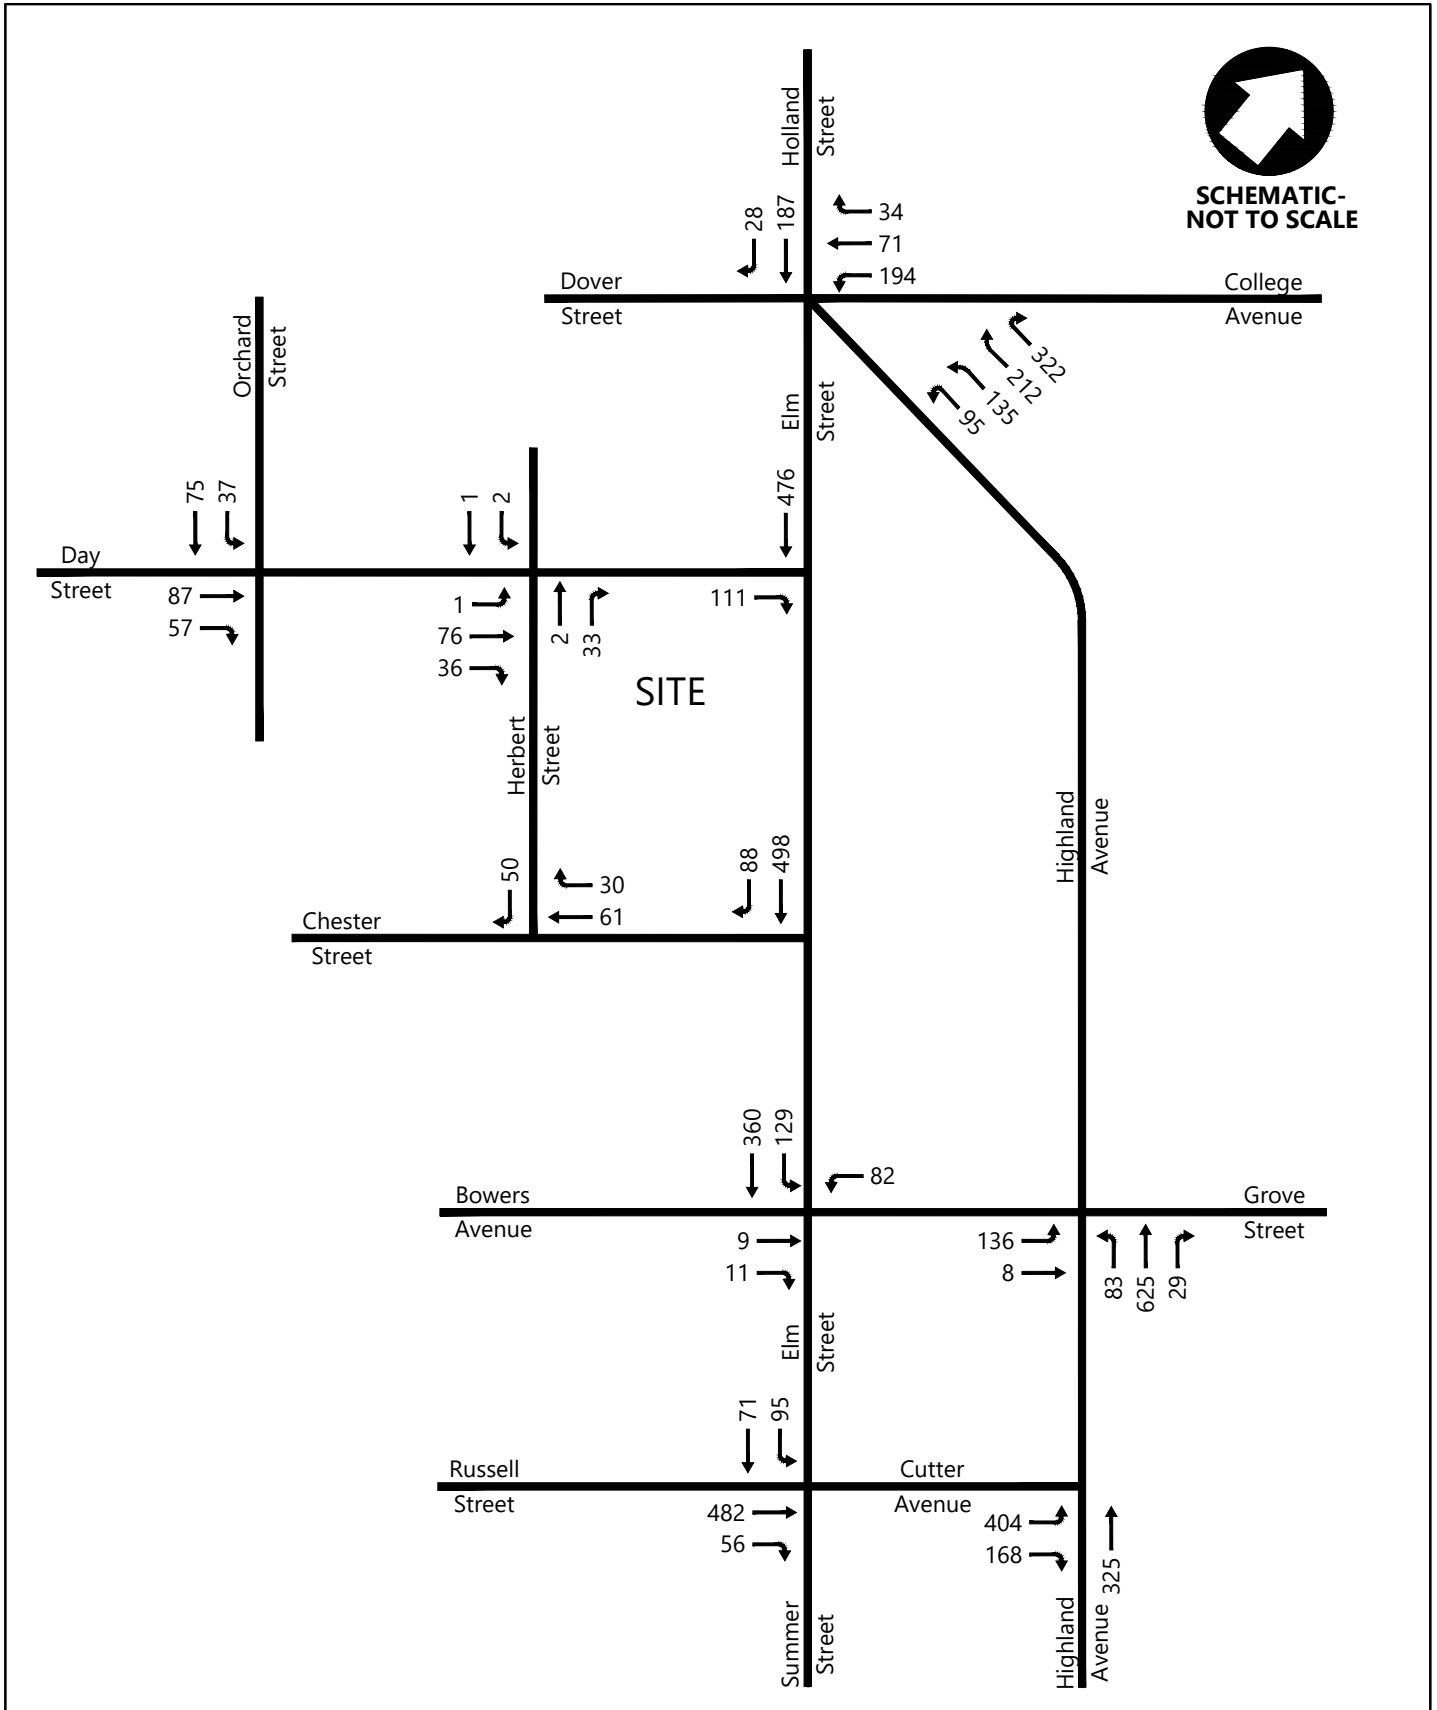 Holland
Street
SCHEMATIC-
NOT TO SCALE
28
187
34
71
194
Dover
Street
College
Avenue
322
212
135
95
Orchard
Street
Elm
Street
75
37
1
2
476
Day
Street
87
57
1
76
36
2
33
111
SITE
Herbert
Street
Highland
Avenue
50
30
61
88
498
Chester
Street
360
129
82
Bowers
Avenue
Grove
Street
9
11
136
8
83
625
29
Elm
Street
71
95
Russell
Street
Cutter
Avenue
482
56
404
168
325
Summer
Street
Highland
Avenue